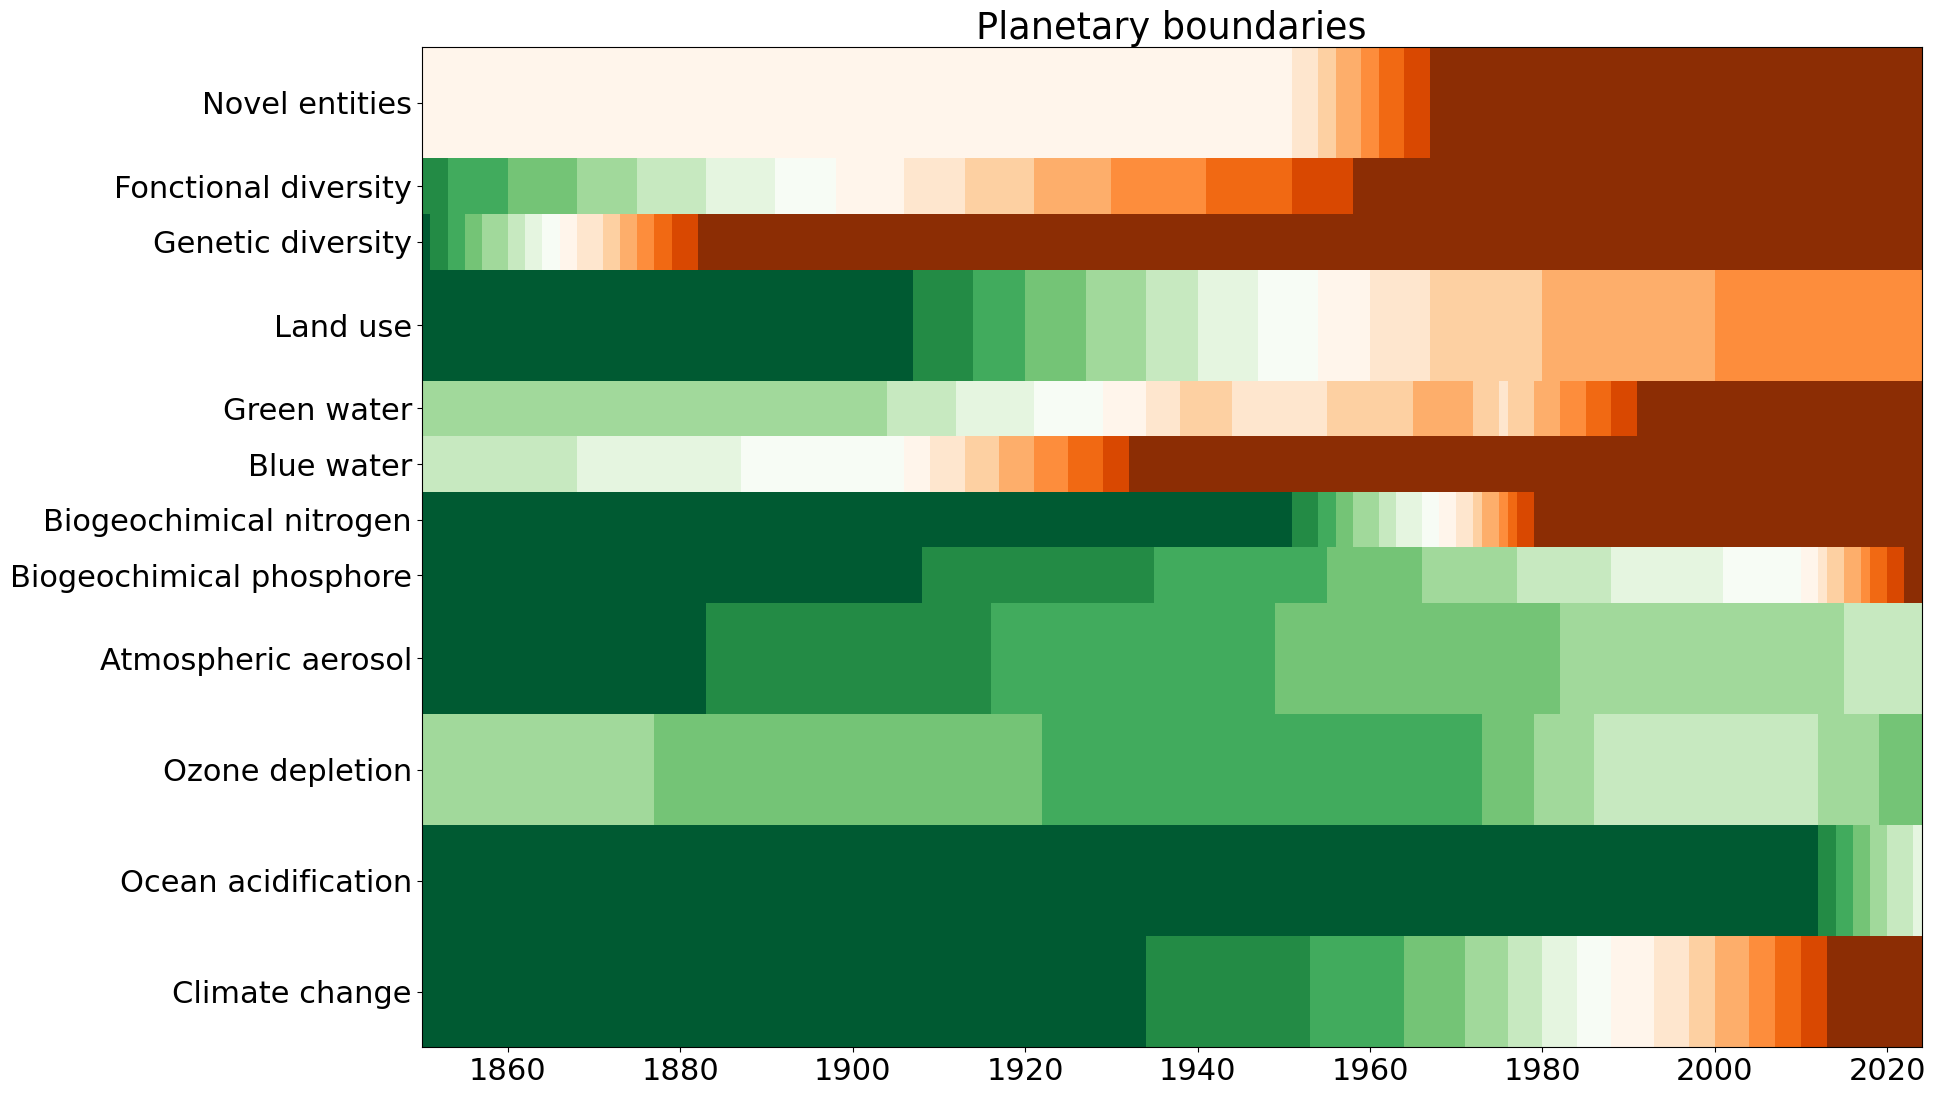 Planetary boundaries
Novel entities
Fonctional diversity
Genetic diversity
Land use
Green water
Blue water
Biogeochimical nitrogen
Biogeochimical phosphore
Atmospheric aerosol
Ozone depletion
Ocean acidification
Climate change
1860 1880 1900 1920 1940 1960 1980 2000 2020